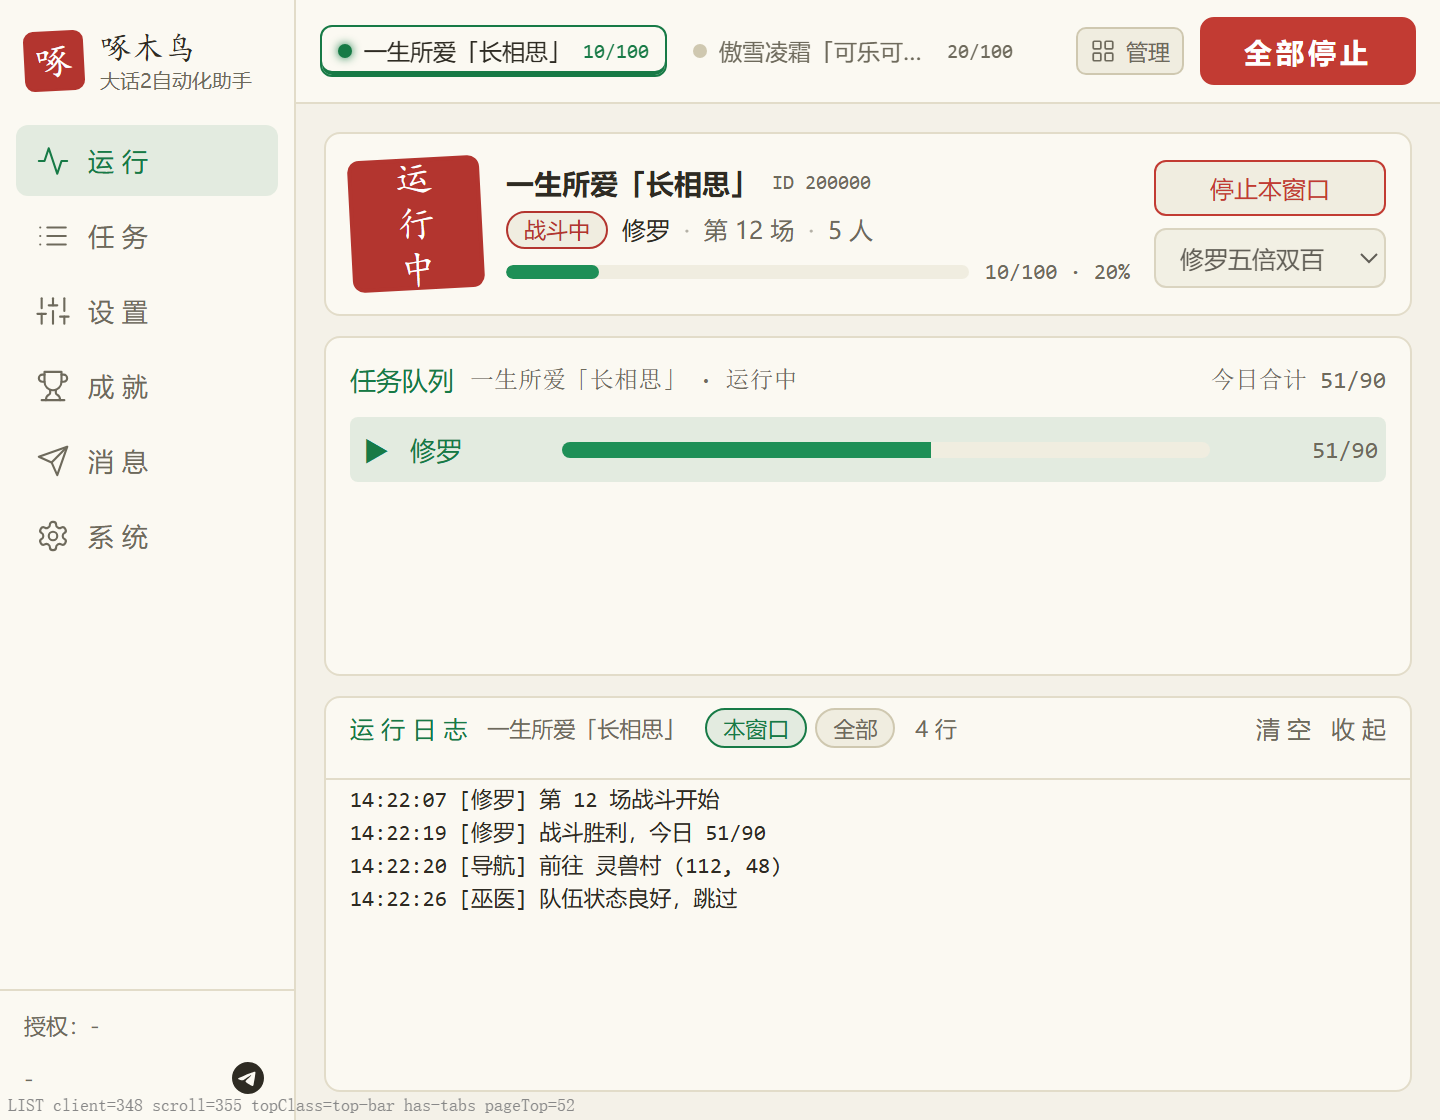 啄
啄木鸟
大话2自动化助手
运行
任务
设置
成就
消息
系统
授权：-
-
一生所爱「长相思」 10/100
傲雪凌霜「可乐可… 20/100
管理
全部停止
运行中
一生所爱「长相思」 ID 200000
战斗中 修罗 · 第 12 场 · 5 人
10/100 · 20%
停止本窗口
修罗五倍双百
任务队列 一生所爱「长相思」 · 运行中 今日合计 51/90
修罗 51/90
运行日志 一生所爱「长相思」 本窗口 全部 4 行 清空 收起
14:22:07 [修罗] 第 12 场战斗开始
14:22:19 [修罗] 战斗胜利，今日 51/90
14:22:20 [导航] 前往 灵兽村 (112, 48)
14:22:26 [巫医] 队伍状态良好，跳过
LIST client=348 scroll=355 topClass=top-bar has-tabs pageTop=52